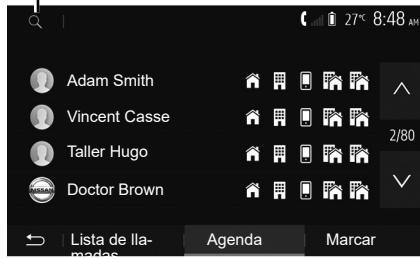 27°C 8:48 AM
Adam Smith
Vincent Casse
Taller Hugo
2/80
NISSAN
Doctor Brown
Lista de lla-
madas
Agenda
Marcar